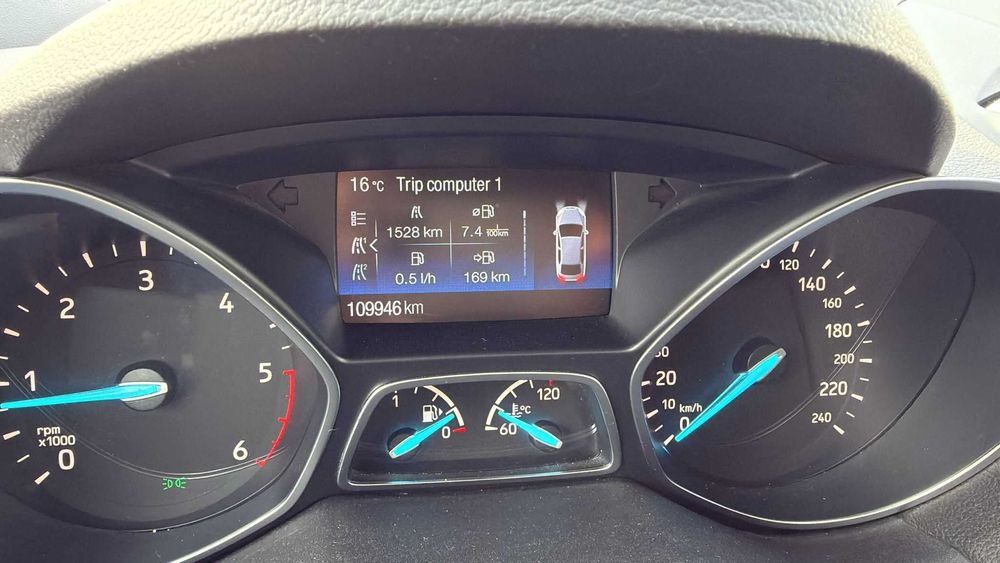 16 °C Trip computer 1
1528 km
⌀ 7.4 l/100km
0.5 l/h
169 km
109946 km
0
1
2
3
4
5
6
rpm
x1000
1
0
60
120
°C
0
10
20
120
140
160
180
200
220
240
km/h